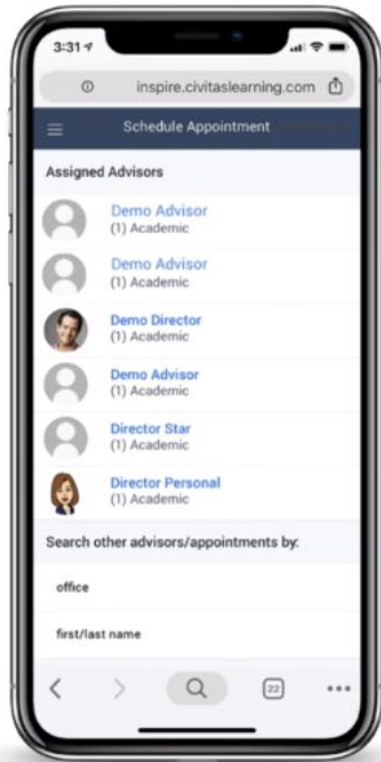 3:31
inspire.civitaslearning.com
Schedule Appointment
Assigned Advisors
Demo Advisor
(1) Academic
Demo Advisor
(1) Academic
Demo Director
(1) Academic
Demo Advisor
(1) Academic
Director Star
(1) Academic
Director Personal
(1) Academic
Search other advisors/appointments by:
office
first/last name
22